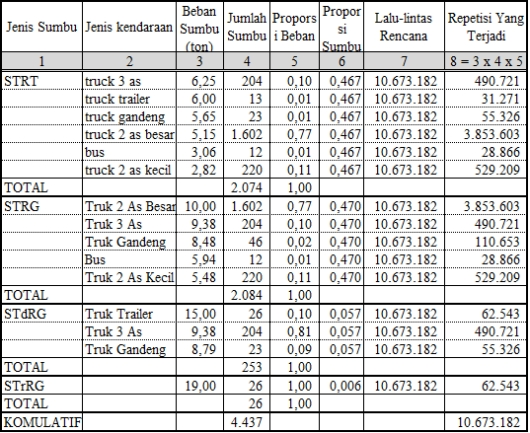 Jenis Sumbu Jenis kendaraan Beban Sumbu (ton) Jumlah Sumbu Propors i Beban Propor si Sumbu Lalu-lintas Rencana Repetisi Yang Terjadi
1 2 3 4 5 6 7 8 = 3 x 4 x 5
STRT truck 3 as 6,25 204 0,10 0,467 10.673.182 490.721
truck trailer 6,00 13 0,01 0,467 10.673.182 31.271
truck gandeng 5,65 23 0,01 0,467 10.673.182 55.326
truck 2 as besar 5,15 1.602 0,77 0,467 10.673.182 3.853.603
bus 3,06 12 0,01 0,467 10.673.182 28.866
truck 2 as kecil 2,82 220 0,11 0,467 10.673.182 529.209
TOTAL 2.074 1,00
STRG Truk 2 As Besar 10,00 1.602 0,77 0,470 10.673.182 3.853.603
Truk 3 As 9,38 204 0,10 0,470 10.673.182 490.721
Truk Gandeng 8,48 46 0,02 0,470 10.673.182 110.653
Bus 5,94 12 0,01 0,470 10.673.182 28.866
Truk 2 As Kecil 5,48 220 0,11 0,470 10.673.182 529.209
TOTAL 2.084 1,00
STdRG Truk Trailer 15,00 26 0,10 0,057 10.673.182 62.543
Truk 3 As 9,38 204 0,81 0,057 10.673.182 490.721
Truk Gandeng 8,79 23 0,09 0,057 10.673.182 55.326
TOTAL 253 1,00
STrRG 19,00 26 1,00 0,006 10.673.182 62.543
TOTAL 26 1,00
KOMULATIF 4.437 10.673.182